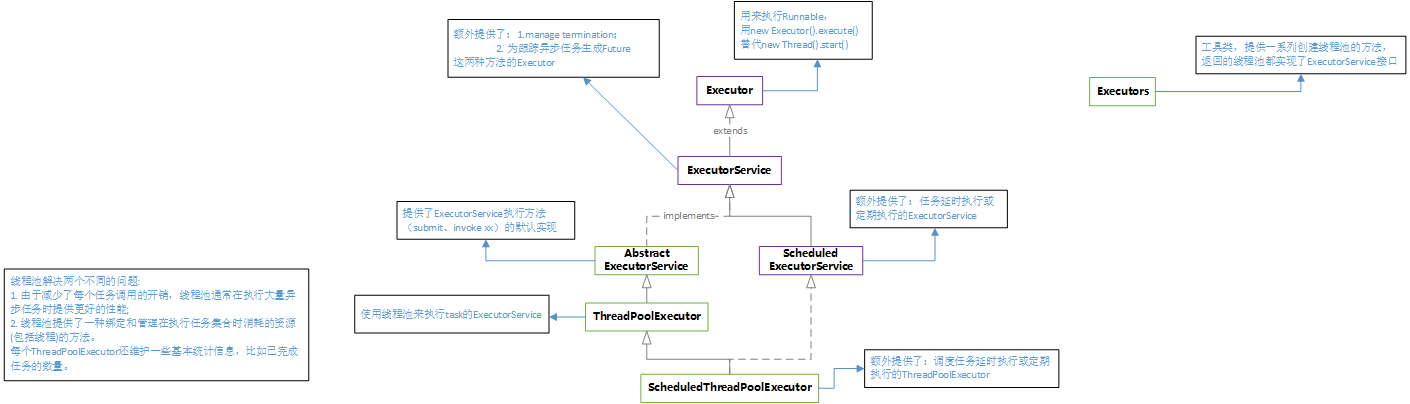 额外提供了：1.manage termination;
2. 为跟踪异步任务生成Future
这两种方法的Executor
用来执行Runnable，
用new Executor().execute()
替代new Thread().start()
工具类，提供一系列创建线程池的方法，
返回的线程池都实现了ExecutorService接口
Executor
Executors
extends
ExecutorService
提供了ExecutorService执行方法
（submit、invoke xx）的默认实现
implements
额外提供了：任务延时执行或
定期执行的ExecutorService
Abstract
ExecutorService
Scheduled
ExecutorService
线程池解决两个不同的问题:
1. 由于减少了每个任务调用的开销，线程池通常在执行大量异
步任务时提供更好的性能;
2. 线程池提供了一种绑定和管理在执行任务集合时消耗的资源
(包括线程)的方法。
每个ThreadPoolExecutor还维护一些基本统计信息，比如已完成
任务的数量。
使用线程池来执行task的ExecutorService
ThreadPoolExecutor
额外提供了：调度任务延时执行或定期
执行的ThreadPoolExecutor
ScheduledThreadPoolExecutor